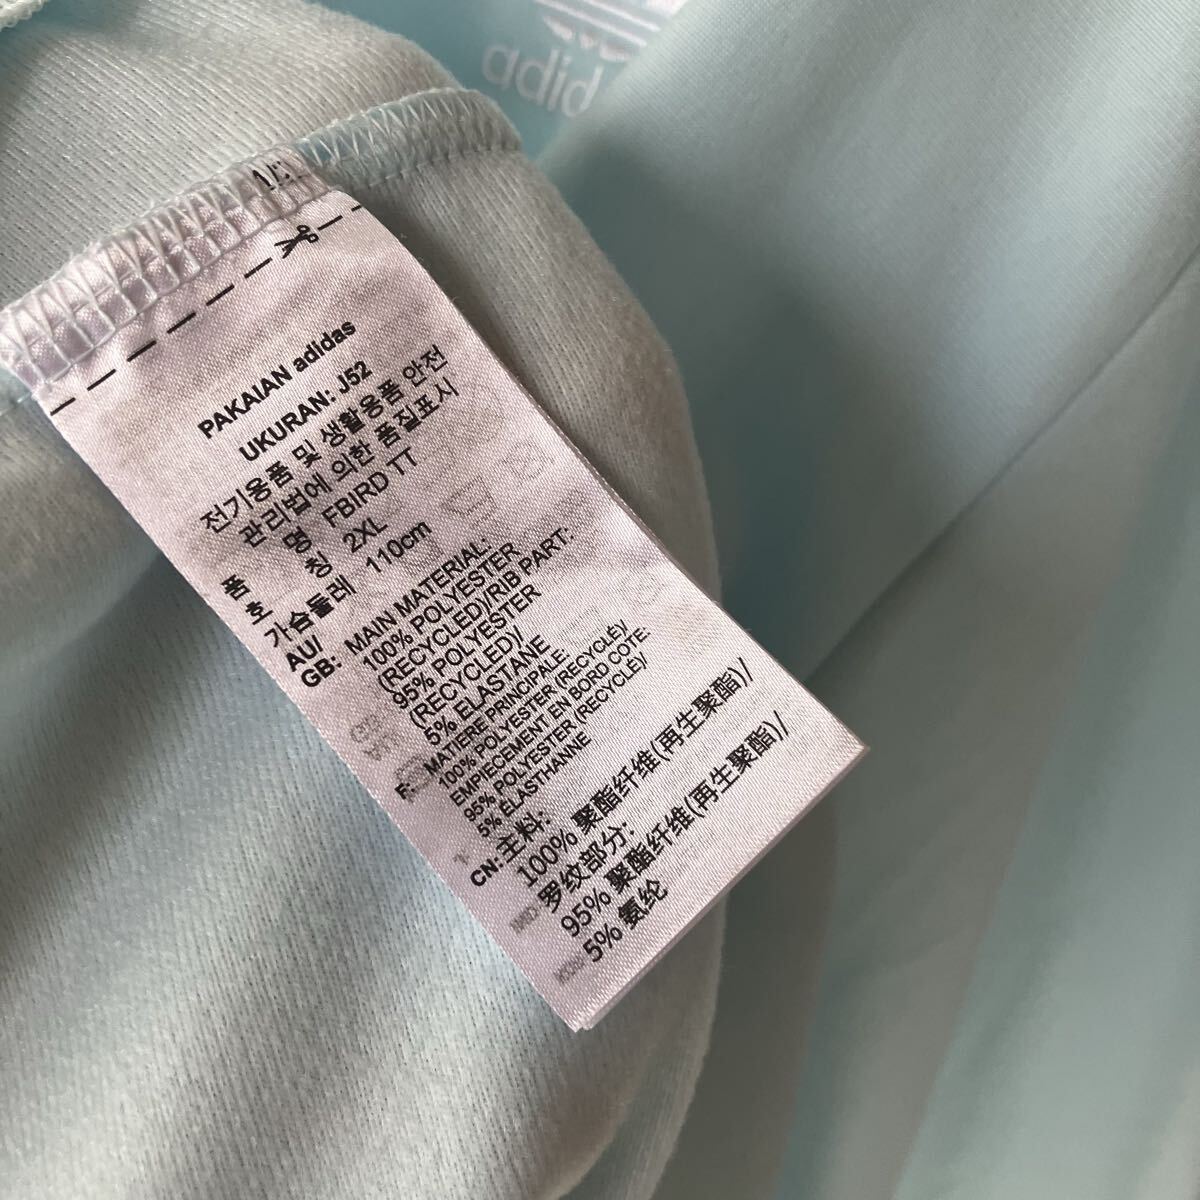 adid
PAKAIAN adidas
UKURAN: J52
전기용품 및 생활용품 안전
관리법에 의한 품질표시
품 명 FBIRD TT
호 칭 2XL
가슴둘레 110cm
AU/
GB: MAIN MATERIAL:
100% POLYESTER
(RECYCLED)/RIB PART:
95% POLYESTER
(RECYCLED)/
5% ELASTANE
F: MATIERE PRINCIPALE:
100% POLYESTER (RECYCLÉ)/
EMPIECEMENT EN BORD COTE:
95% POLYESTER (RECYCLÉ)/
5% ÉLASTHANNE
CN: 主料:
100% 聚酯纤维(再生聚酯)/
罗纹部分:
95% 聚酯纤维(再生聚酯)/
5% 氨纶